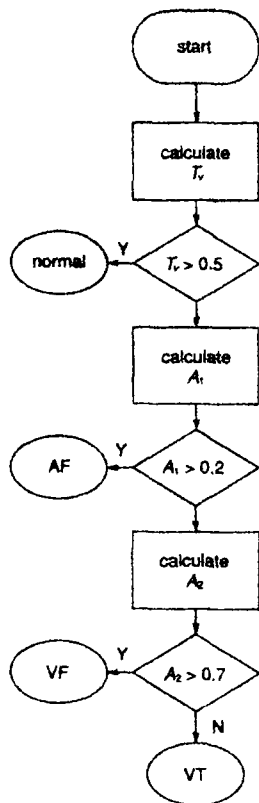 start
calculate
Tᵥ
Y
normal
Tᵥ > 0.5
calculate
A₁
Y
AF
A₁ > 0.2
calculate
A₂
Y
VF
A₂ > 0.7
N
VT